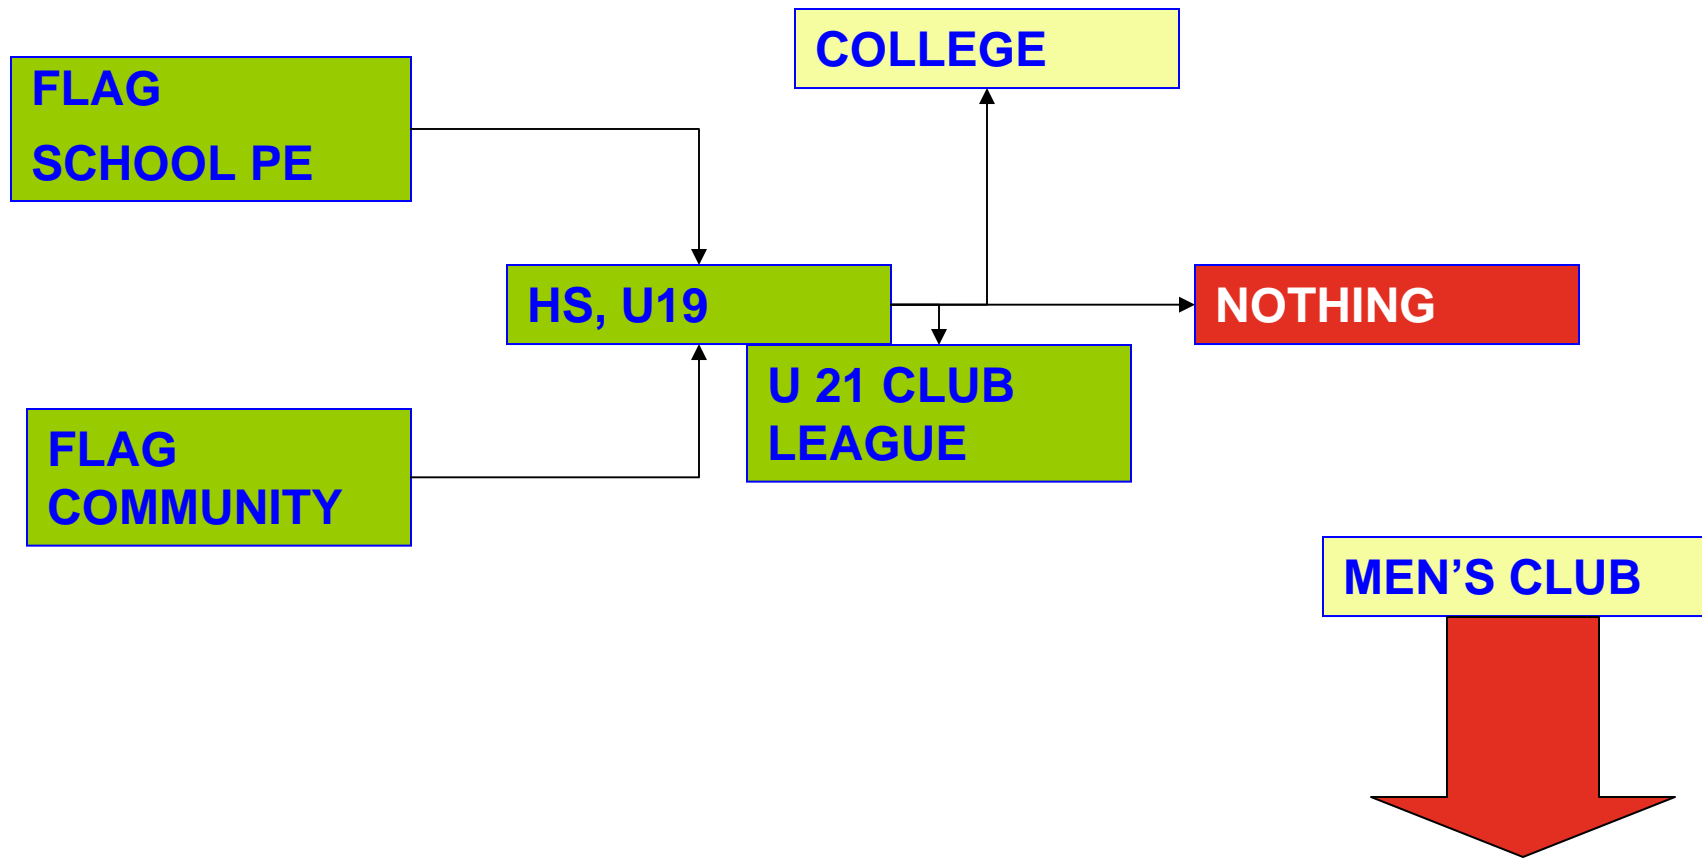 COLLEGE
FLAG
SCHOOL PE
HS, U19
NOTHING
U 21 CLUB
LEAGUE
FLAG
COMMUNITY
MEN’S CLUB